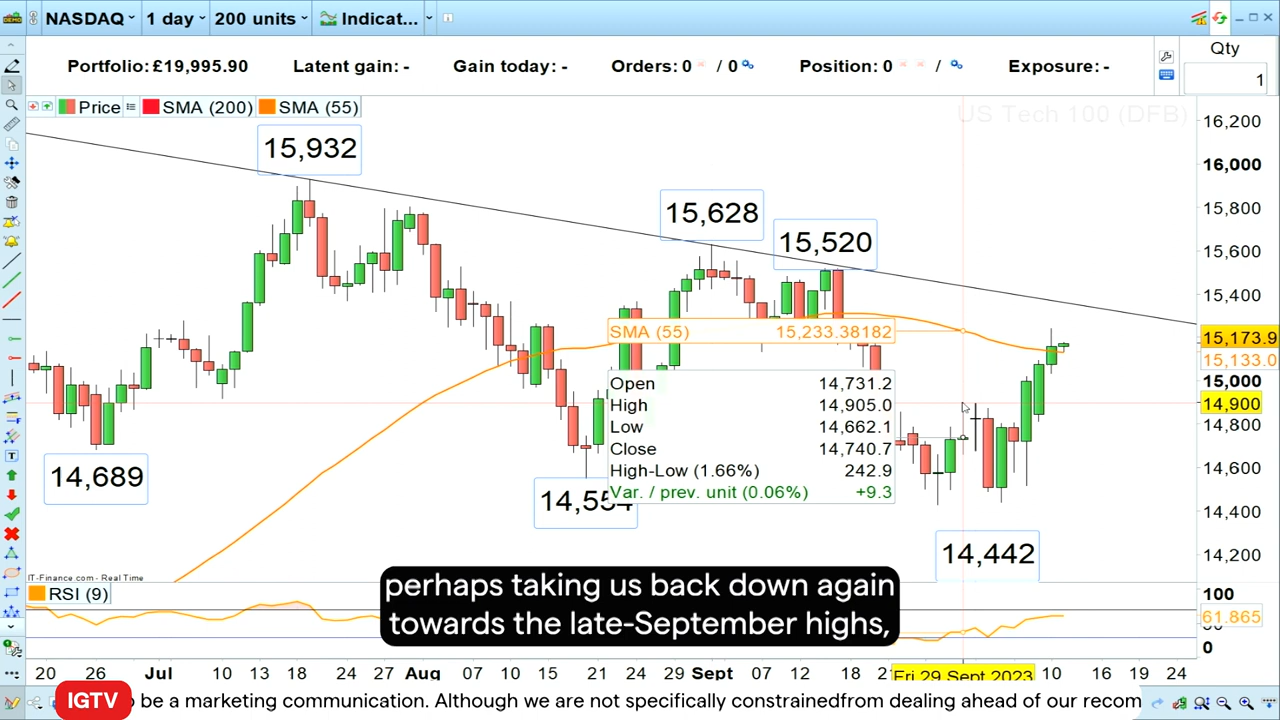 NASDAQ 1 day 200 units Indicat...
Portfolio:£19,995.90 Latent gain: - Gain today: - Orders: 0 / 0 Position: 0 / Exposure: - Qty
1
Price SMA (200) SMA (55)
US Tech 100 (DFB)
16,200
15,932
16,000
15,800
15,628
15,520
15,600
15,400
SMA (55) 15,233.38182
15,173.9
15,133.0
Open 14,731.2
High 14,905.0
Low 14,662.1
Close 14,740.7
High-Low (1.66%) 242.9
Var. / prev. unit (0.06%) +9.3
15,000
14,900
14,800
14,689
14,600
14,554
14,400
14,442
14,200
IT-Finance.com - Real Time
RSI (9)
100
61.865
0
perhaps taking us back down again
towards the late-September highs,
20 26 Jul 12 18 24 Aug 10 16 23 29 Sept 07 12 18 Fri 29 Sept 2023 10 16 19 24
IGTV
be a marketing communication. Although we are not specifically constrainedfrom dealing ahead of our recom